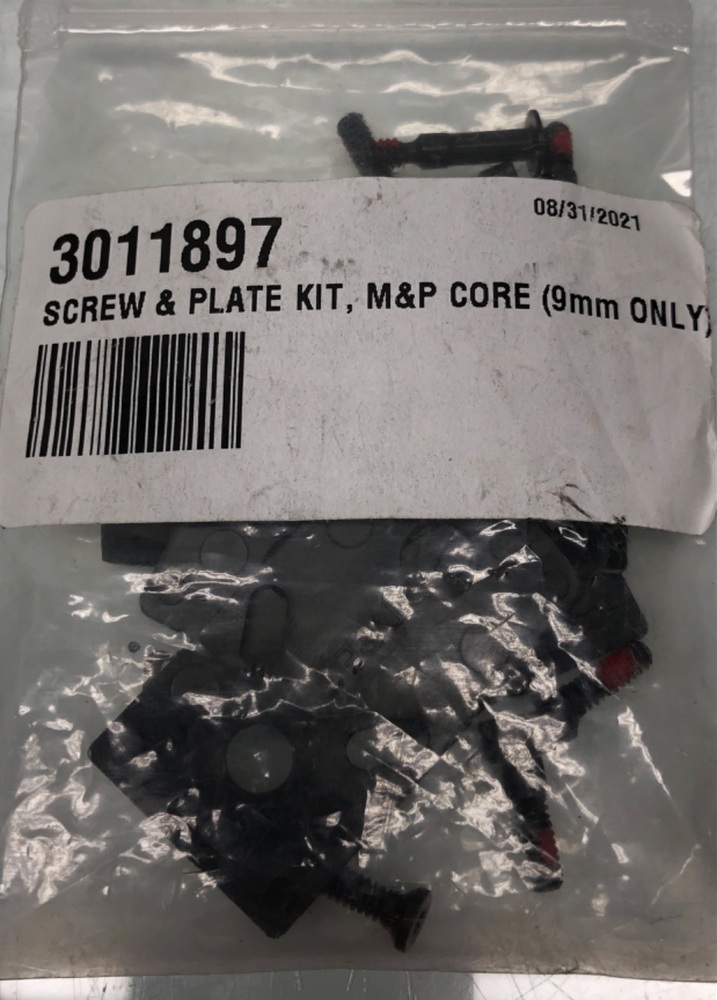 08/31/2021
3011897
SCREW & PLATE KIT, M&P CORE (9mm ONLY)